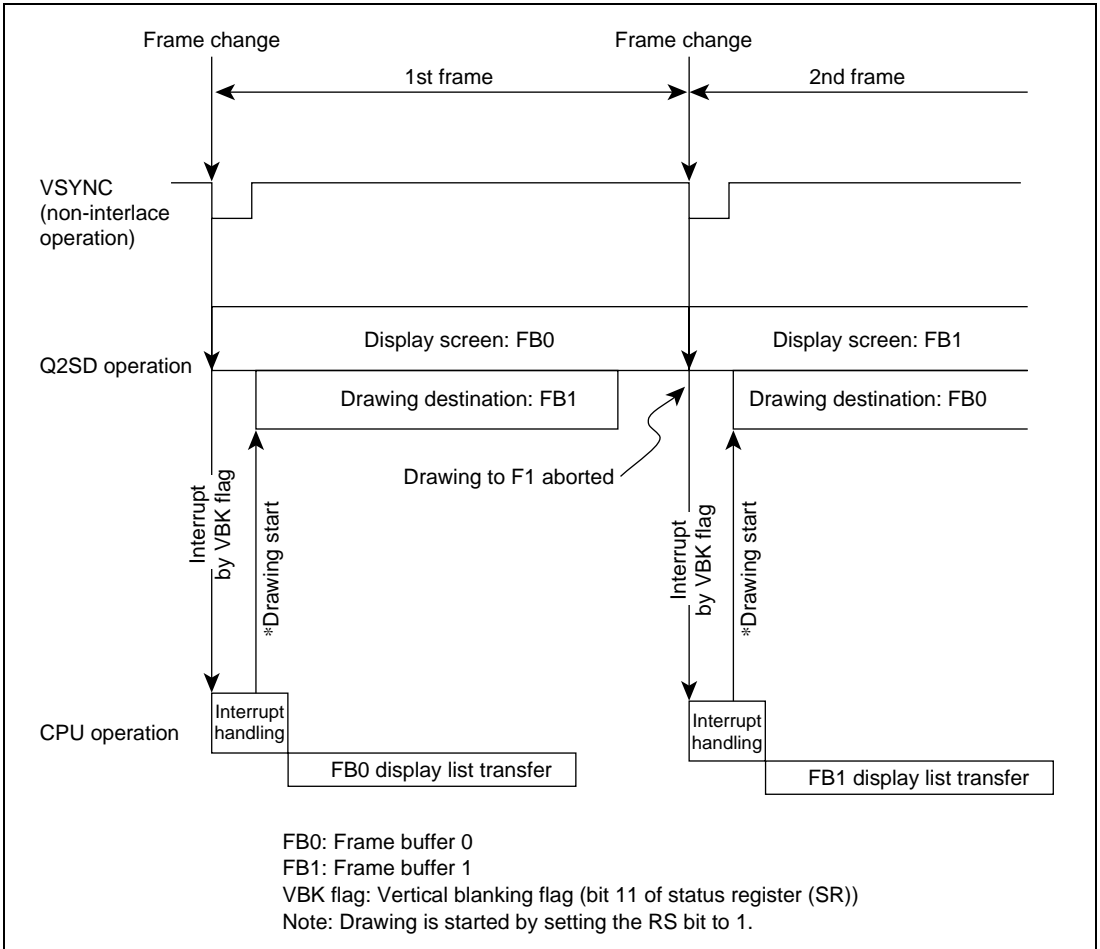 Frame change
Frame change
1st frame
2nd frame
VSYNC
(non-interlace
operation)
Display screen: FB0
Display screen: FB1
Q2SD operation
Drawing destination: FB1
Drawing destination: FB0
Drawing to F1 aborted
Interrupt
by VBK flag
*Drawing start
Interrupt
by VBK flag
*Drawing start
CPU operation
Interrupt
handling
Interrupt
handling
FB0 display list transfer
FB1 display list transfer
FB0: Frame buffer 0
FB1: Frame buffer 1
VBK flag: Vertical blanking flag (bit 11 of status register (SR))
Note: Drawing is started by setting the RS bit to 1.